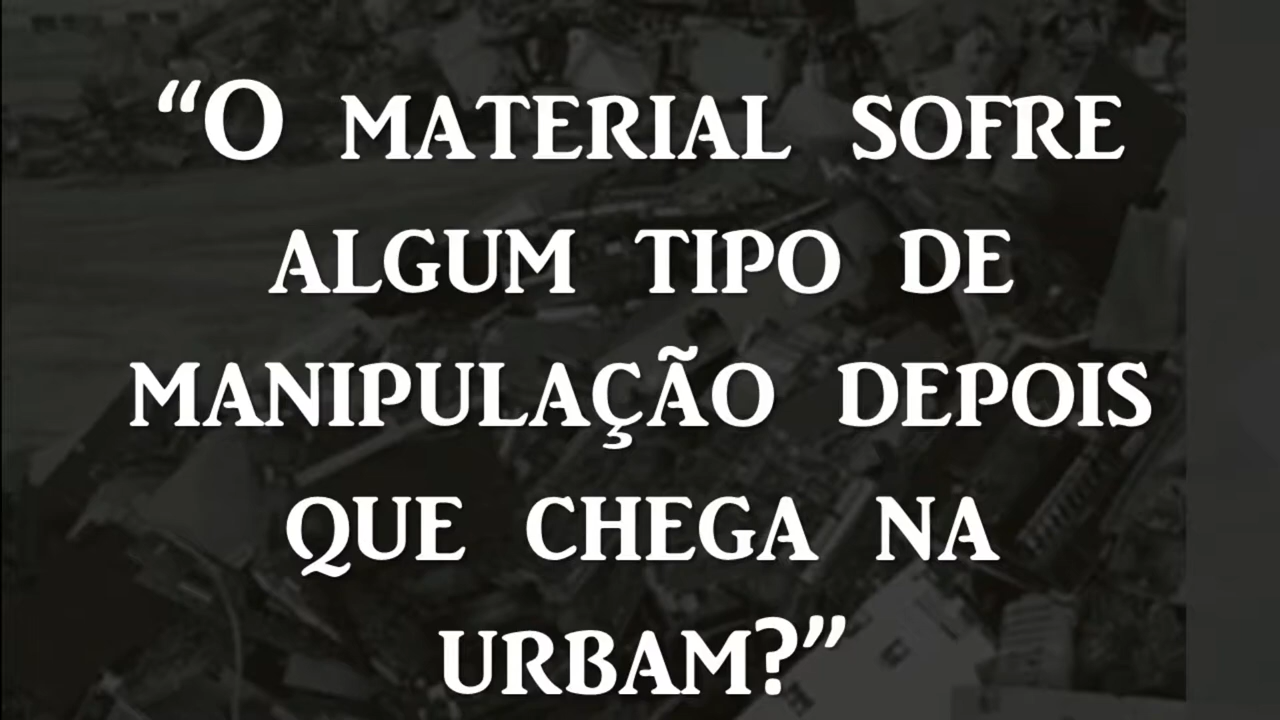 “O MATERIAL SOFRE
ALGUM TIPO DE
MANIPULAÇÃO DEPOIS
QUE CHEGA NA
URBAM?”